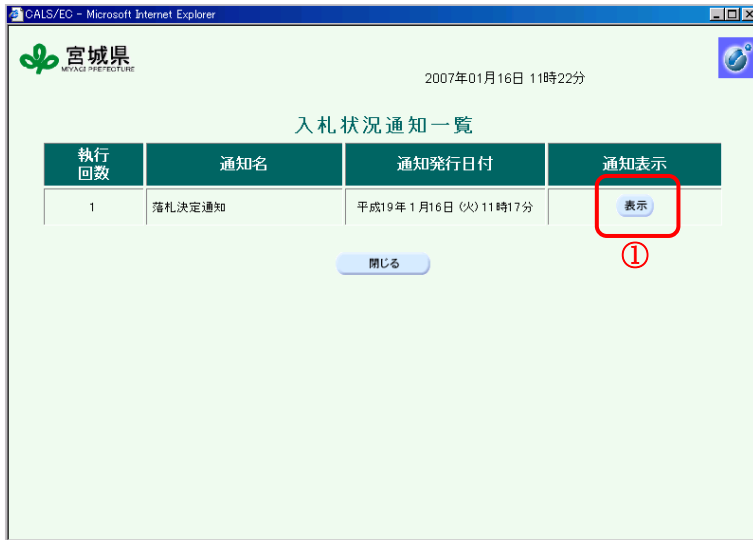 CALS/EC - Microsoft Internet Explorer
宮城県
MIYAGI PREFECTURE
2007年01月16日 11時22分
入札状況通知一覧
執行
回数
通知名
通知発行日付
通知表示
1
落札決定通知
平成19年1月16日(火)11時17分
表示
①
閉じる